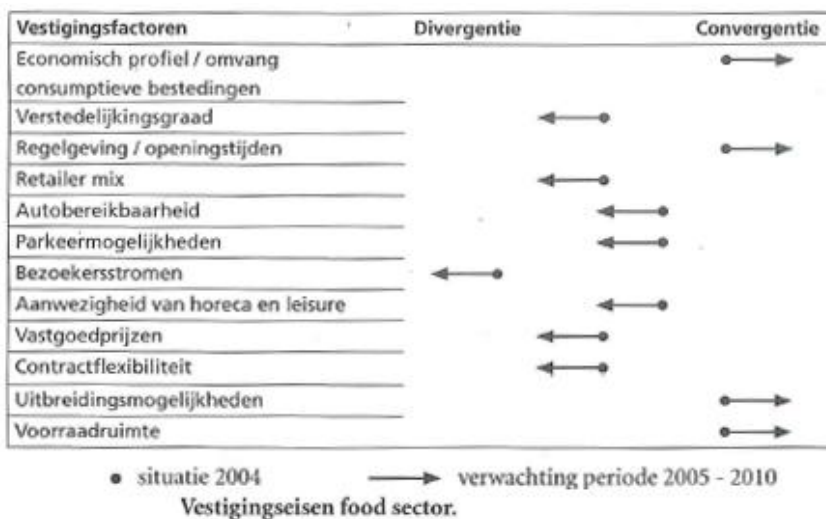 Vestigingsfactoren Divergentie Convergentie
Economisch profiel / omvang
consumptieve bestedingen
Verstedelijkingsgraad
Regelgeving / openingstijden
Retailer mix
Autobereikbaarheid
Parkeermogelijkheden
Bezoekersstromen
Aanwezigheid van horeca en leisure
Vastgoedprijzen
Contractflexibiliteit
Uitbreidingsmogelijkheden
Voorraadruimte
situatie 2004 verwachting periode 2005 - 2010
Vestigingseisen food sector.